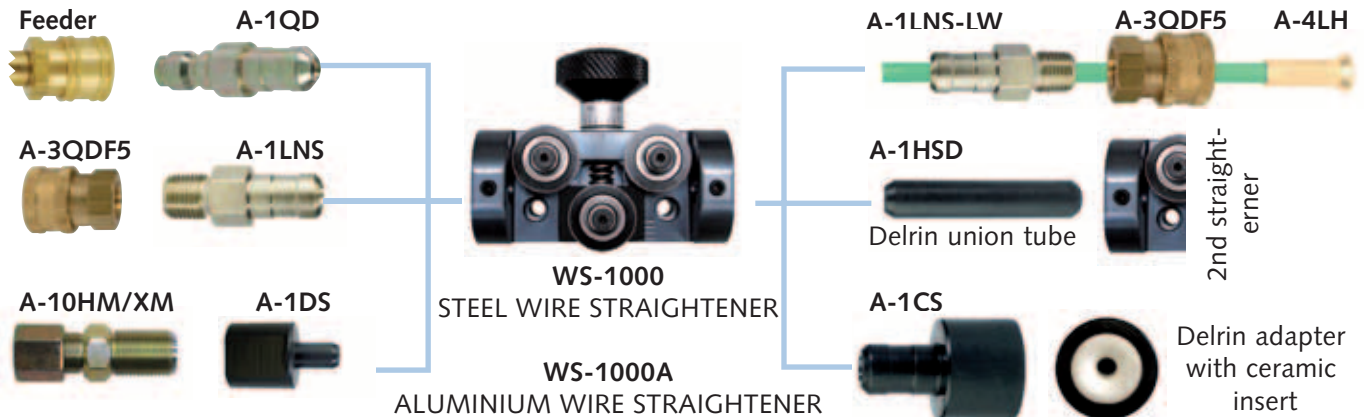 Feeder
A-1QD
A-3QDF5
A-1LNS
A-10HM/XM
A-1DS
WS-1000
STEEL WIRE STRAIGHTENER
WS-1000A
ALUMINIUM WIRE STRAIGHTENER
A-1LNS-LW
A-3QDF5
A-4LH
A-1HSD
Delrin union tube
2nd straight-
erner
A-1CS
Delrin adapter
with ceramic
insert